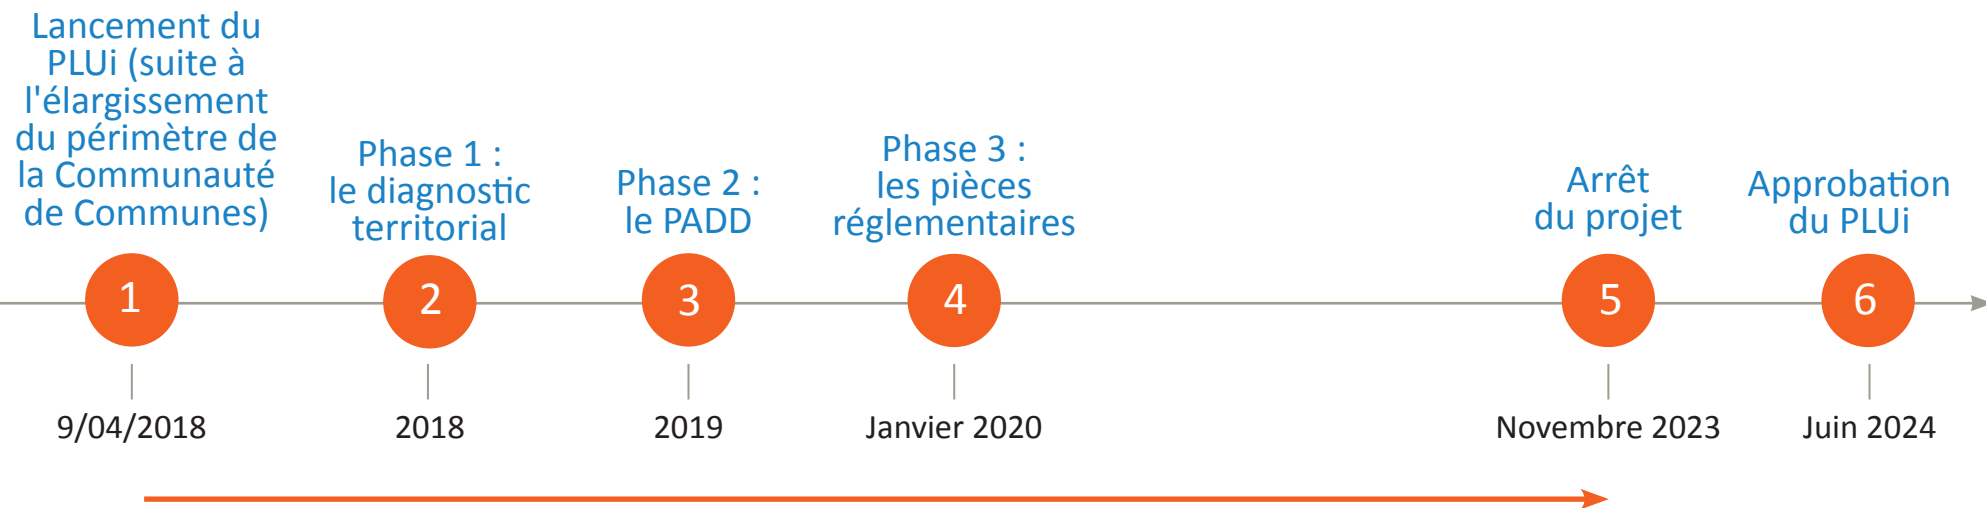 Lancement du
PLUi (suite à
l'élargissement
du périmètre de
la Communauté
de Communes)
Phase 1 :
le diagnostic
territorial
Phase 2 :
le PADD
Phase 3 :
les pièces
réglementaires
Arrêt
du projet
Approbation
du PLUi
1
2
3
4
5
6
9/04/2018
2018
2019
Janvier 2020
Novembre 2023
Juin 2024